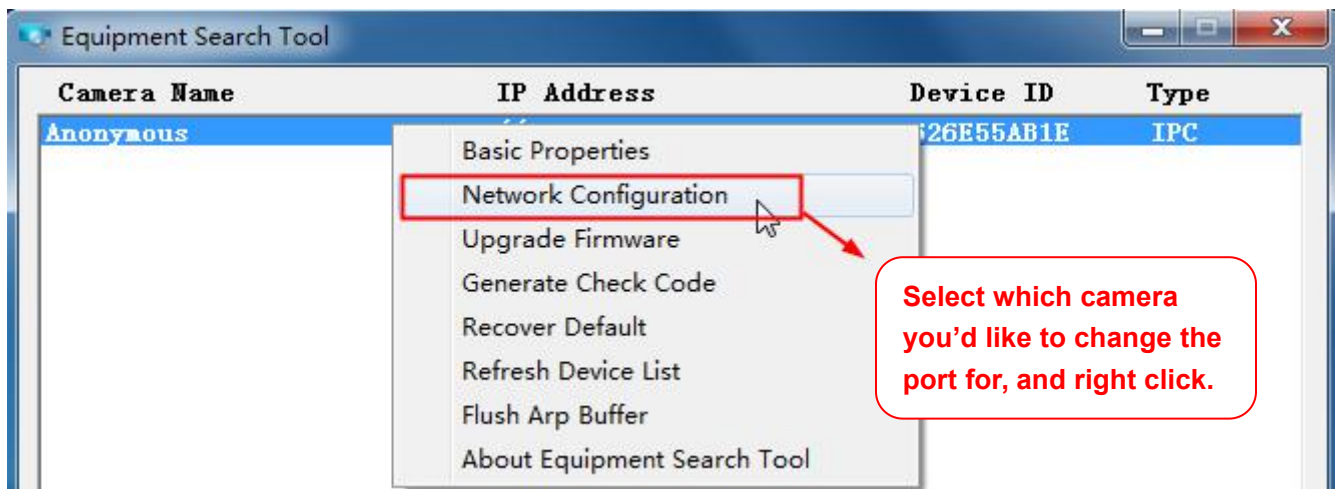 Equipment Search Tool
Camera Name IP Address Device ID Type
Anonymous 526E55AB1E IPC
Basic Properties
Network Configuration
Upgrade Firmware
Generate Check Code
Recover Default
Refresh Device List
Flush Arp Buffer
About Equipment Search Tool
Select which camera
you’d like to change the
port for, and right click.